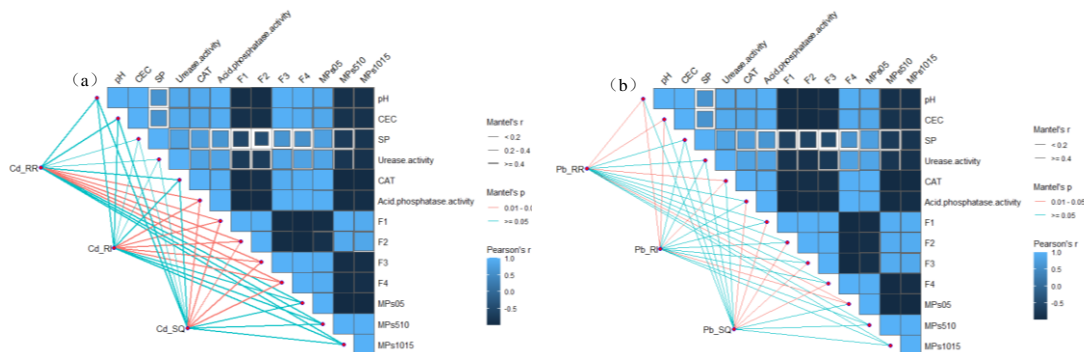 (a)
pH
CEC
SP
Urease.activity
CAT
Acid.phosphatase.activity
F1
F2
F3
F4
MPs05
MPs510
MPs1015
pH
CEC
SP
Urease.activity
CAT
Acid.phosphatase.activity
F1
F2
F3
F4
MPs05
MPs510
MPs1015
Cd_RR
Cd_RI
Cd_SQ
Mantel's r
< 0.2
0.2 - 0.4
>= 0.4
Mantel's p
0.01 - 0.0
>= 0.05
Pearson's r
1.0
0.5
0.0
-0.5
(b)
pH
CEC
SP
Urease.activity
CAT
Acid.phosphatase.activity
F1
F2
F3
F4
MPs05
MPs510
MPs1015
pH
CEC
SP
Urease.activity
CAT
Acid.phosphatase.activity
F1
F2
F3
F4
MPs05
MPs510
MPs1015
Pb_RR
Pb_RI
Pb_SQ
Mantel's r
< 0.2
>= 0.4
Mantel's p
0.01 - 0.05
>= 0.05
Pearson's r
1.0
0.5
0.0
-0.5